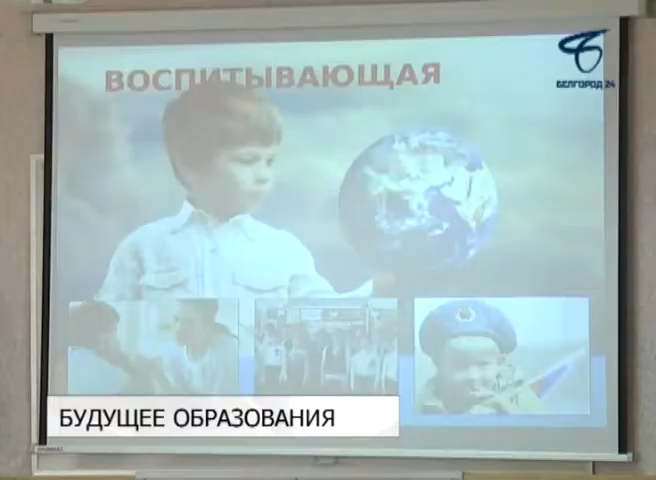 ВОСПИТЫВАЮЩАЯ
БЕЛГОРОД 24
БУДУЩЕЕ ОБРАЗОВАНИЯ